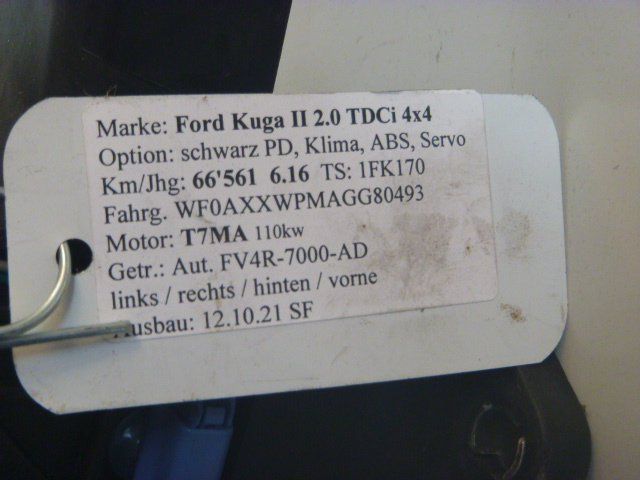 Marke: Ford Kuga II 2.0 TDCi 4x4
Option: schwarz PD, Klima, ABS, Servo
Km/Jhg: 66'561 6.16 TS: 1FK170
Fahrg. WF0AXXWPMAGG80493
Motor: T7MA 110kw
Getr.: Aut. FV4R-7000-AD
links / rechts / hinten / vorne
Ausbau: 12.10.21 SF